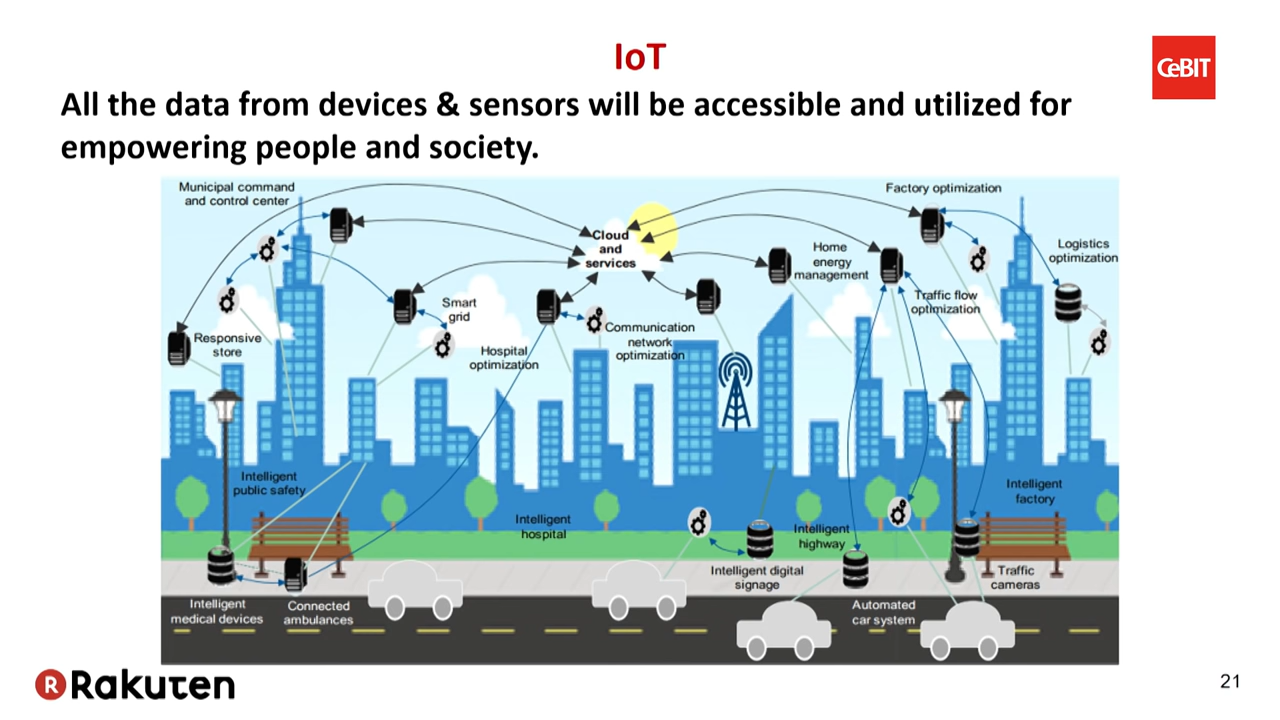 IoT
CeBIT
All the data from devices & sensors will be accessible and utilized for
empowering people and society.
Municipal command
and control center
Factory optimization
Cloud
and
services
Home
energy
management
Logistics
optimization
Smart
grid
Traffic flow
optimization
Responsive
store
Communication
network
optimization
Hospital
optimization
Intelligent
public safety
Intelligent
factory
Intelligent
hospital
Intelligent
highway
Intelligent digital
signage
Traffic
cameras
Intelligent
medical devices
Connected
ambulances
Automated
car system
R Rakuten
21